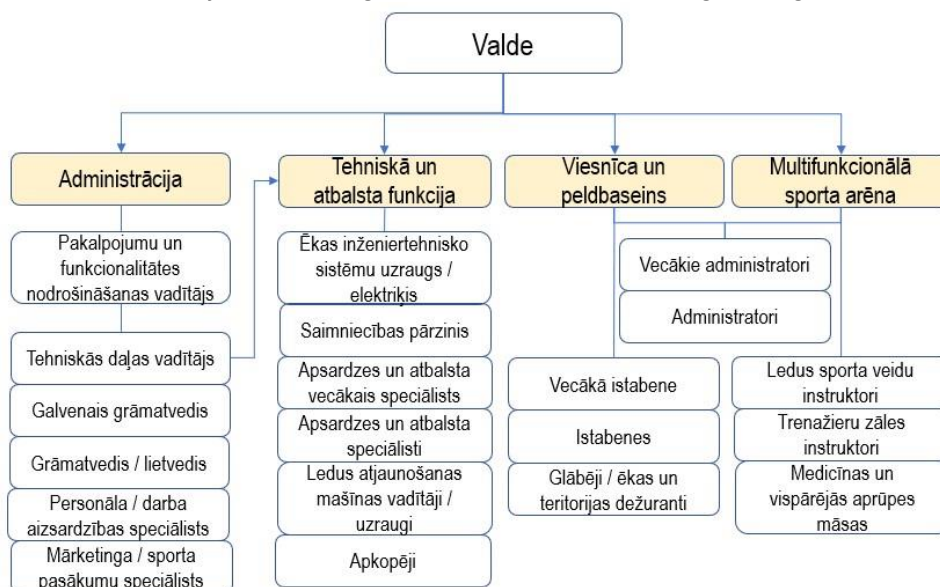 Valde
Administrācija
Pakalpojumu un
funkcionalitātes
nodrošināšanas vadītājs
Tehniskās daļas vadītājs
Galvenais grāmatvedis
Grāmatvedis / lietvedis
Personāla / darba
aizsardzības speciālists
Mārketinga / sporta
pasākumu speciālists
Tehniskā un
atbalsta funkcija
Ēkas inženiertehnisko
sistēmu uzraugs /
elektriķis
Saimniecības pārzinis
Apsardzes un atbalsta
vecākais speciālists
Apsardzes un atbalsta
speciālisti
Ledus atjaunošanas
mašīnas vadītāji /
uzraugi
Apkopēji
Viesnīca un
peldbaseins
Multifunkcionālā
sporta arēna
Vecākie administratori
Administratori
Vecākā istabene
Istabenes
Glābēji / ēkas un
teritorijas dežuranti
Ledus sporta veidu
instruktori
Trenažieru zāles
instruktori
Medicīnas un
vispārējās aprūpes
māsas